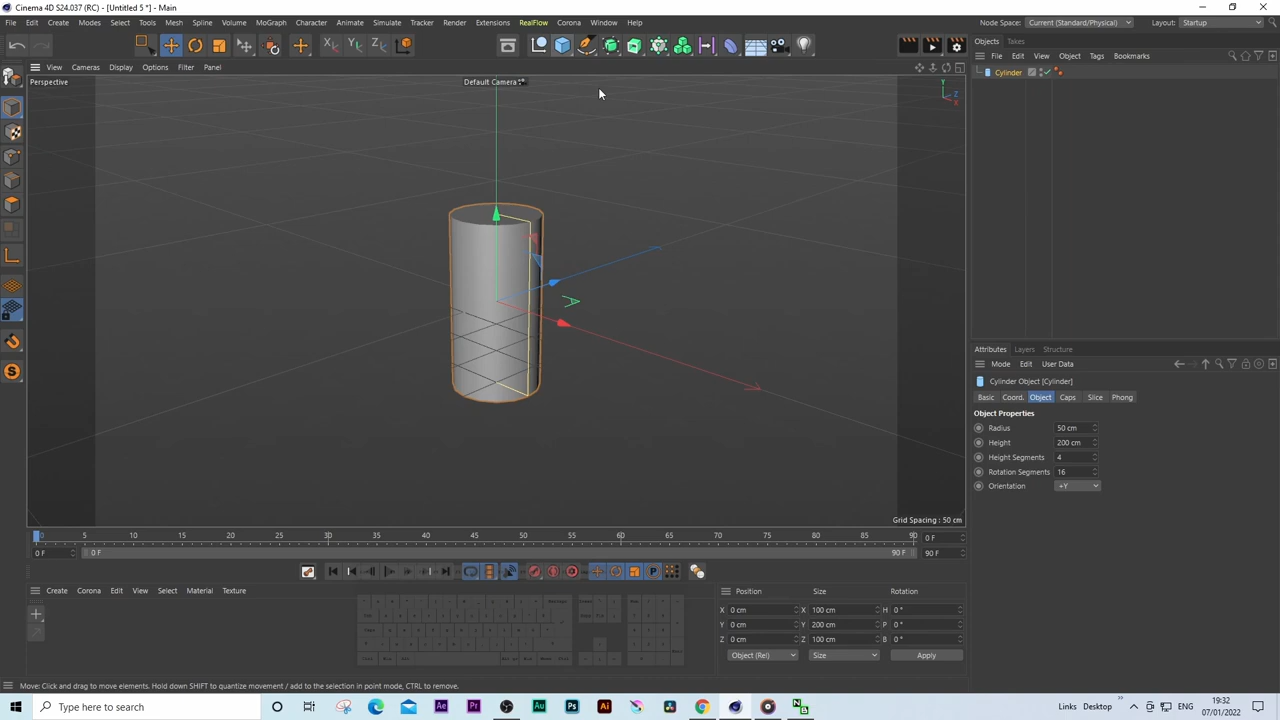 Cinema 4D S24.037 (RC) - [Untitled 5 *] - Main
File Edit Create Modes Select Tools Mesh Spline Volume MoGraph Character Animate Simulate Tracker Render Extensions RealFlow Corona Window Help
Node Space: Current (Standard/Physical) Layout: Startup
X Y Z
Objects Takes
View Cameras Display Options Filter Panel
File Edit View Object Tags Bookmarks
Perspective
Default Camera
Cylinder
Y
Z
X
Attributes Layers Structure
Mode Edit User Data
Cylinder Object [Cylinder]
Basic Coord. Object Caps Slice Phong
Object Properties
Radius 50 cm
Height 200 cm
Height Segments 4
Rotation Segments 16
Orientation +Y
Grid Spacing : 50 cm
0 5 10 15 20 25 30 35 40 45 50 55 60 65 70 75 80 85 90 0 F
0 F 0 F 90 F 90 F
P
Create Corona Edit View Select Material Texture
Position Size Rotation
X 0 cm X 100 cm H 0 °
Y 0 cm Y 200 cm P 0 °
Z 0 cm Z 100 cm B 0 °
Object (Rel) Size Apply
Move: Click and drag to move elements. Hold down SHIFT to quantize movement / add to the selection in point mode, CTRL to remove.
Type here to search
Ae Pr Au Ps Ai
Links Desktop ENG
19:32
07/01/2022